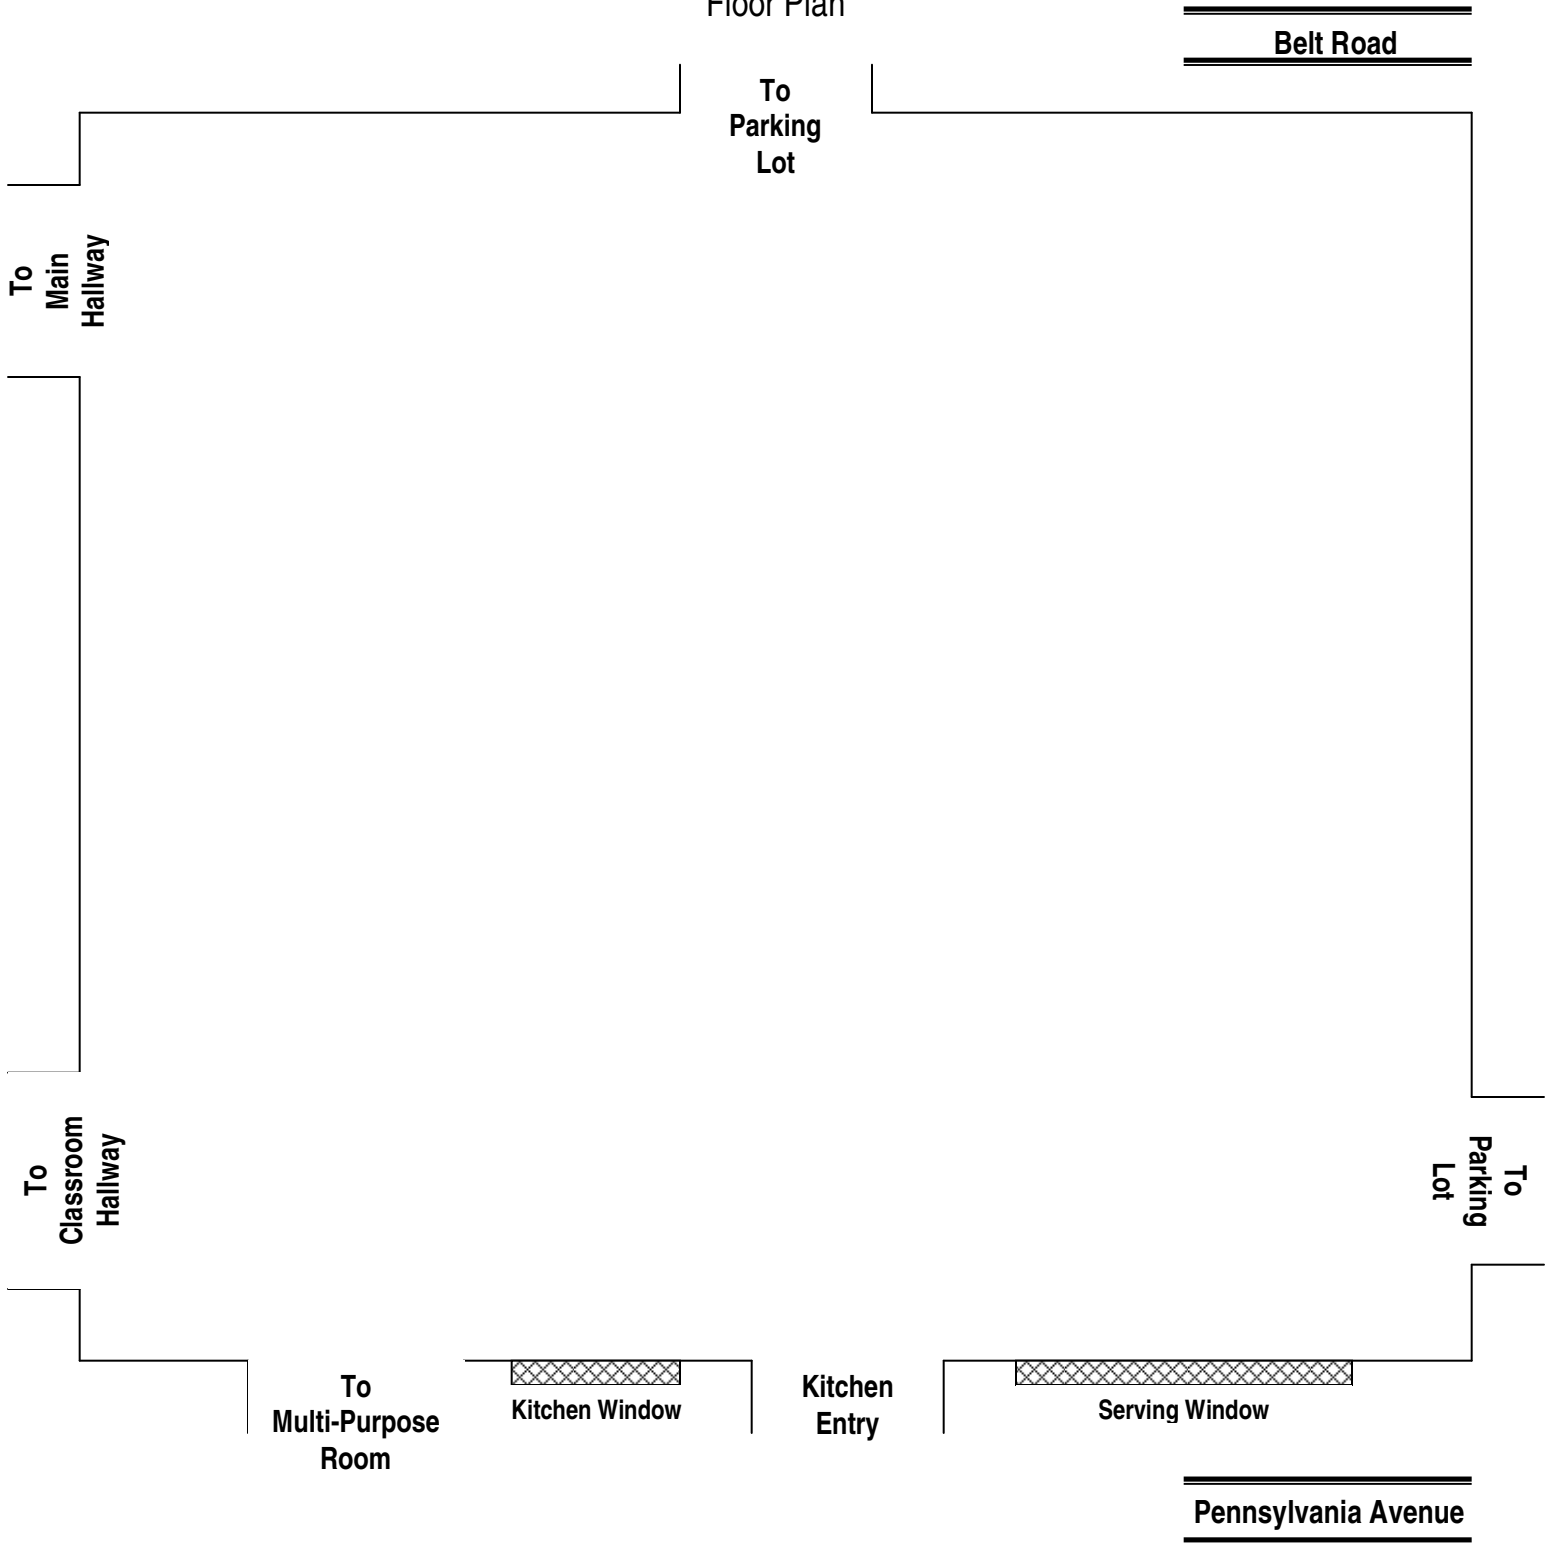 Floor Plan
Belt Road
To
Parking
Lot
To
Main
Hallway
To
Classroom
Hallway
To
Parking
Lot
To
Multi-Purpose
Room
Kitchen Window
Kitchen
Entry
Serving Window
Pennsylvania Avenue